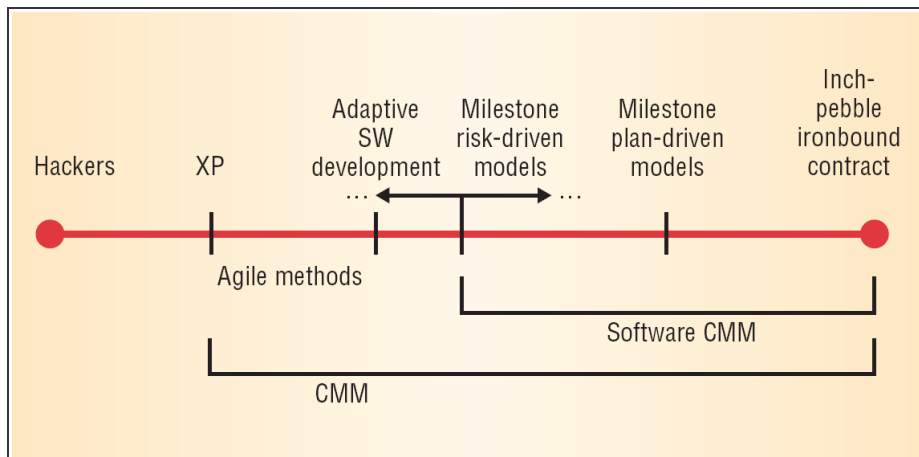 Hackers
XP
Adaptive
SW
development
Milestone
risk-driven
models
Milestone
plan-driven
models
Inch-
pebble
ironbound
contract
...
...
Agile methods
Software CMM
CMM